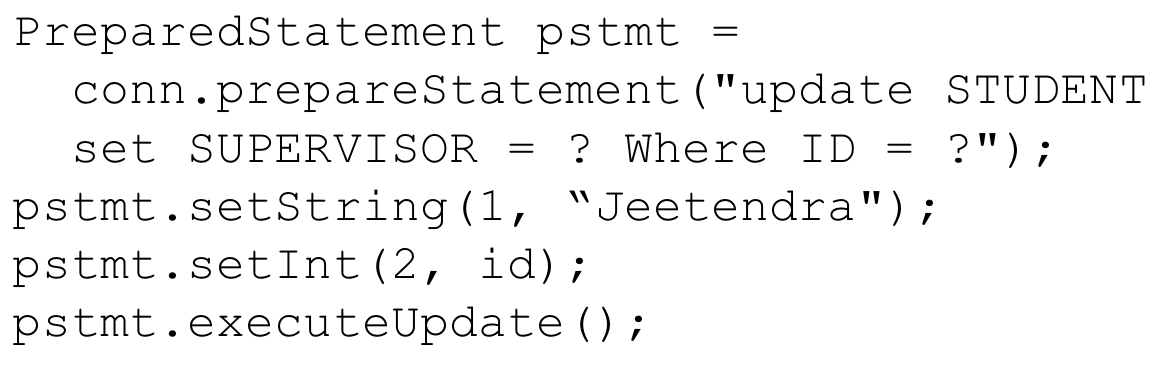 PreparedStatement pstmt =
conn.prepareStatement("update STUDENT
set SUPERVISOR = ? Where ID = ?");
pstmt.setString(1, “Jeetendra");
pstmt.setInt(2, id);
pstmt.executeUpdate();